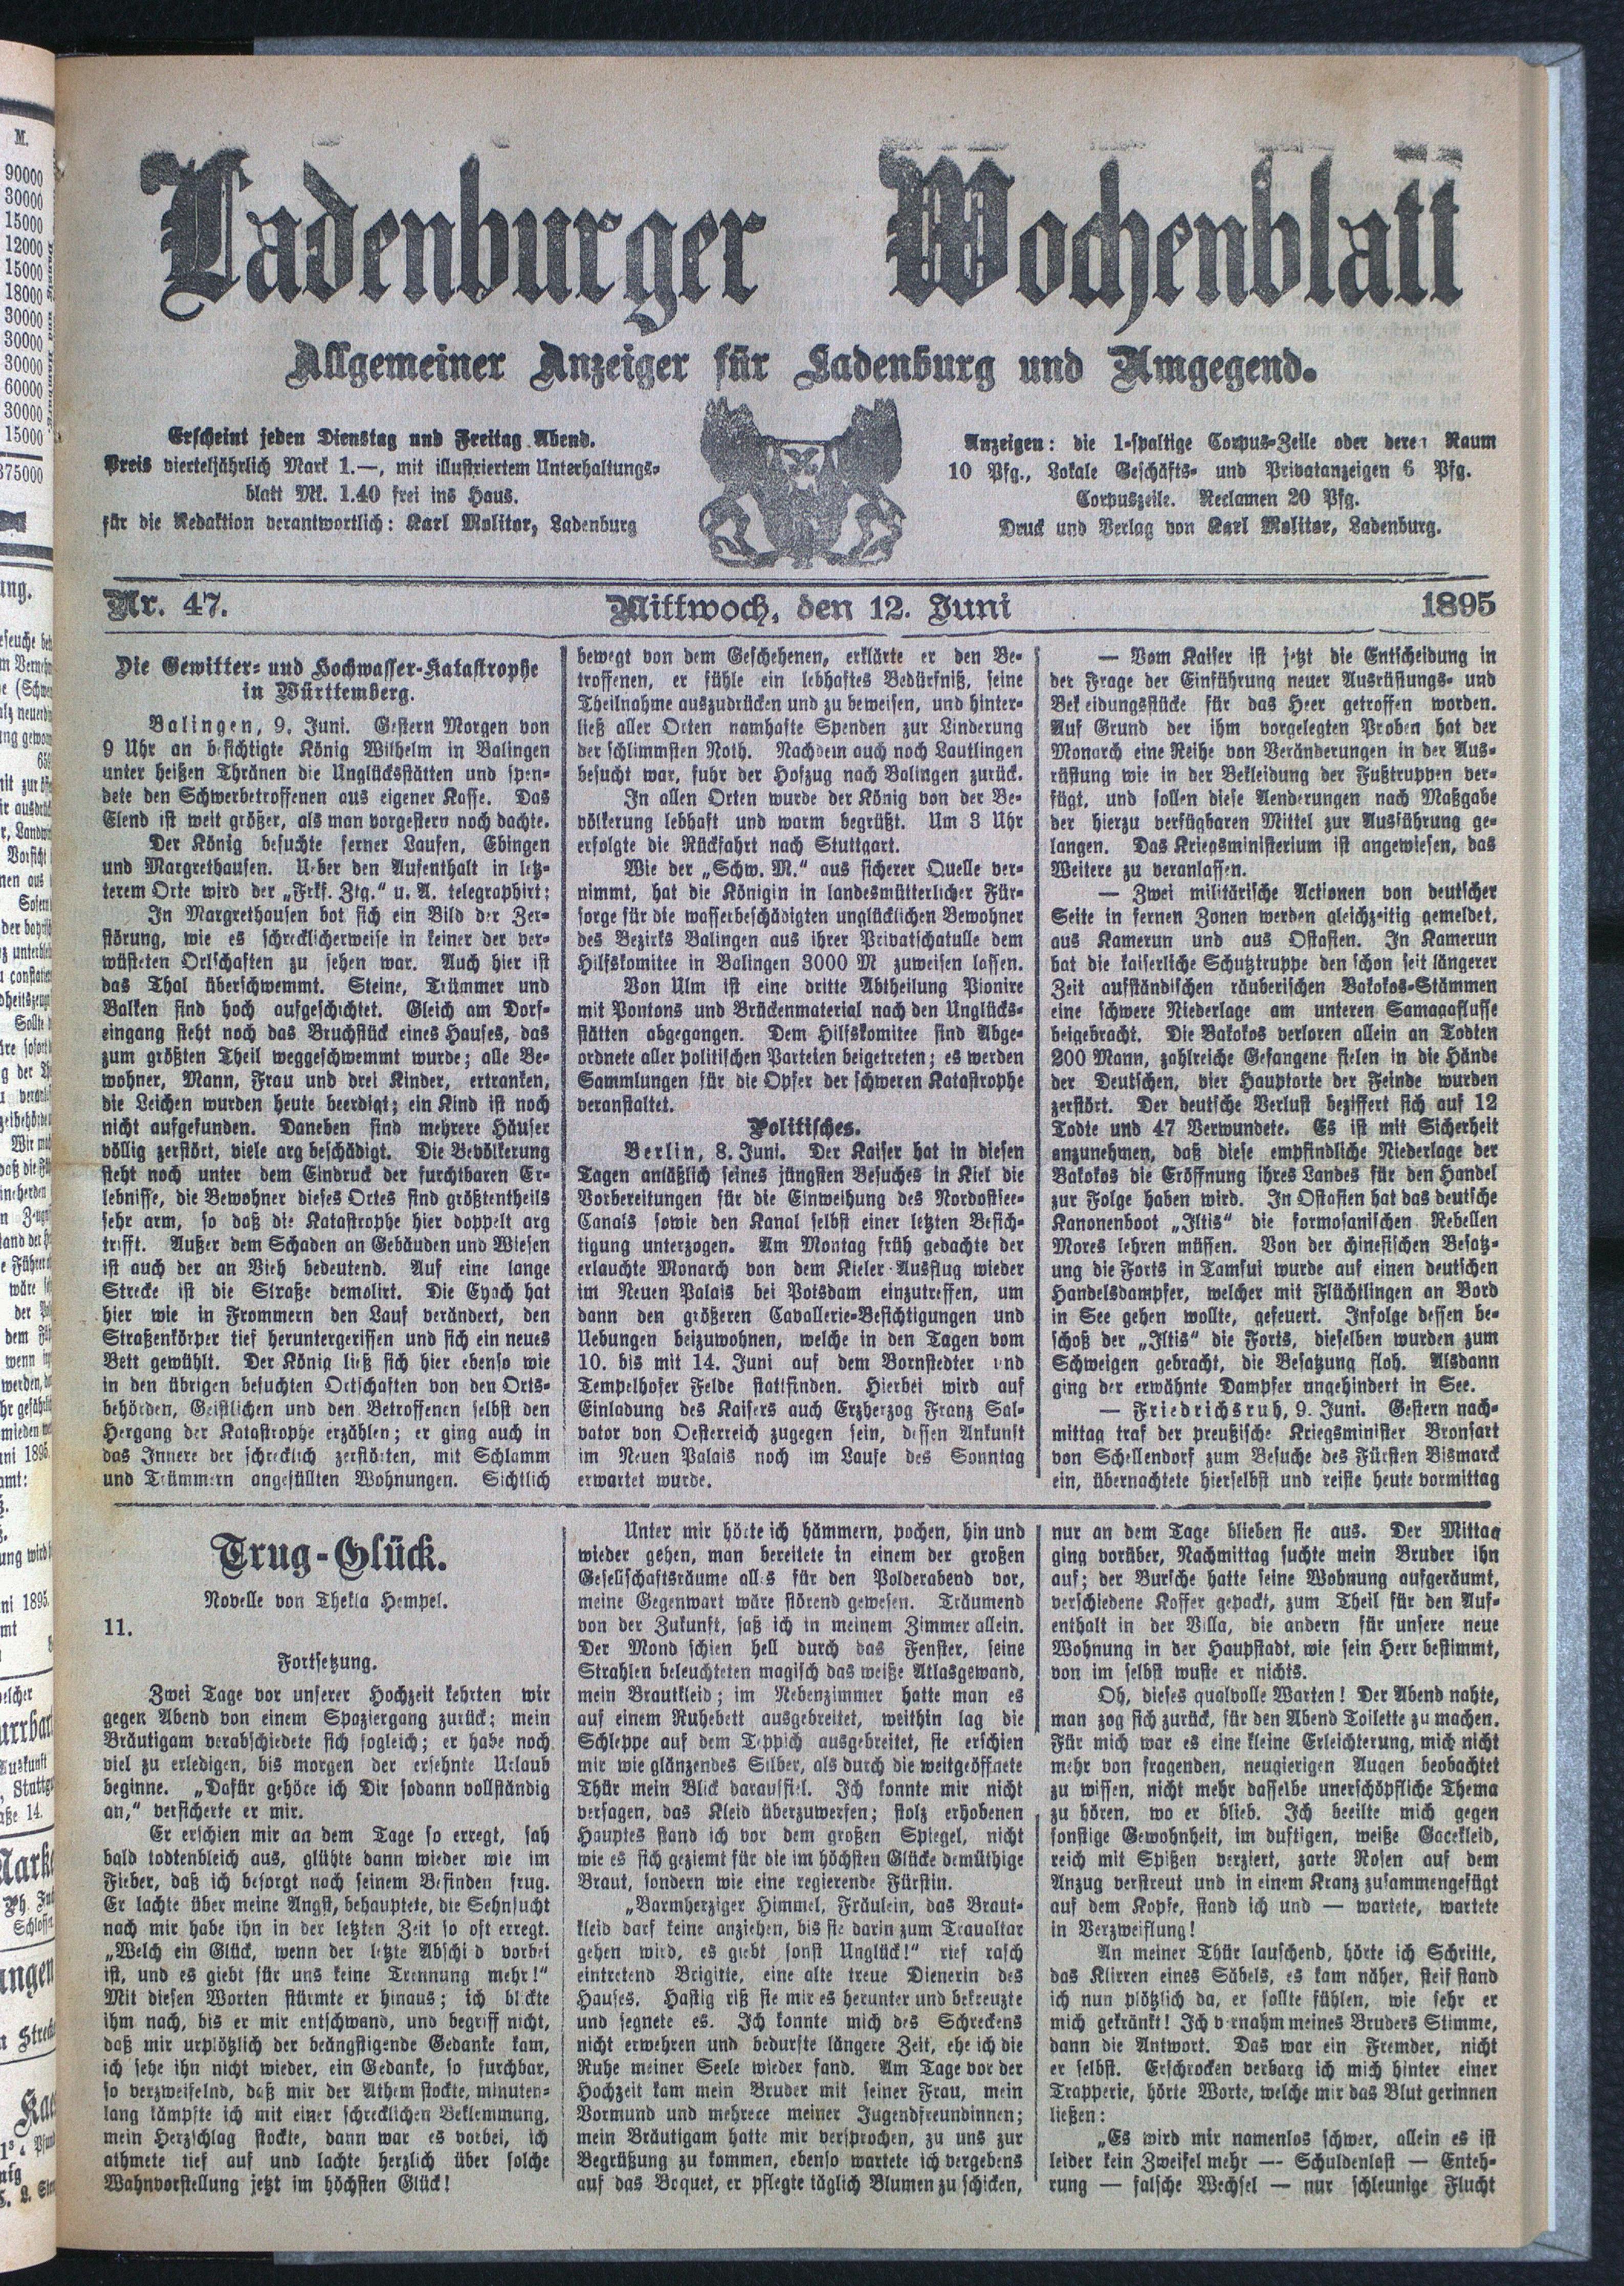 Ladenburger Wochenblatt
Allgemeiner Anzeiger für Ladenburg und Umgegend.
Erscheint jeden Dienstag und Freitag Abend.
Preis vierteljährlich Mark 1.—, mit illustriertem Unterhaltungs-
blatt Mk. 1.40 frei ins Haus.
für die Redaktion verantwortlich: Karl Molitor, Ladenburg
Anzeigen: die 1-spaltige Corpus-Zeile oder deren Raum
10 Pfg., Lokale Geschäfts- und Privatanzeigen 6 Pfg.
Corpuszeile. Reclamen 20 Pfg.
Druck und Verlag von Karl Molitor, Ladenburg.
Nr. 47. Mittwoch, den 12. Juni 1895
Die Gewitter- und Hochwasser-Katastrophe
in Württemberg.
Balingen, 9. Juni. Gestern Morgen von
9 Uhr an besichtigte König Wilhelm in Balingen
unter heißen Thränen die Unglücksstätten und spen-
dete den Schwerbetroffenen aus eigener Kasse. Das
Elend ist weit größer, als man vorgestern noch dachte.
Der König besuchte ferner Laufen, Ebingen
und Margrethausen. Ueber den Aufenthalt in letz-
terem Orte wird der „Frkf. Ztg.“ u. A. telegraphirt:
In Margrethausen bot sich ein Bild der Zer-
störung, wie es schrecklicherweise in keiner der ver-
wüsteten Ortschaften zu sehen war. Auch hier ist
das Thal überschwemmt. Steine, Trümmer und
Balken sind hoch aufgeschichtet. Gleich am Dorf-
eingang steht noch das Bruchstück eines Hauses, das
zum größten Theil weggeschwemmt wurde; alle Be-
wohner, Mann, Frau und drei Kinder, ertranken,
die Leichen wurden heute beerdigt; ein Kind ist noch
nicht aufgefunden. Daneben sind mehrere Häuser
völlig zerstört, viele arg beschädigt. Die Bevölkerung
steht noch unter dem Eindruck der furchtbaren Er-
lebnisse, die Bewohner dieses Ortes sind größtentheils
sehr arm, so daß die Katastrophe hier doppelt arg
trifft. Außer dem Schaden an Gebäuden und Wiesen
ist auch der an Vieh bedeutend. Auf eine lange
Strecke ist die Straße demolirt. Die Eyach hat
hier wie in Frommern den Lauf verändert, den
Straßenkörper tief heruntergerissen und sich ein neues
Bett gewühlt. Der König ließ sich hier ebenso wie
in den übrigen besuchten Ortschaften von den Orts-
behörden, Geistlichen und den Betroffenen selbst den
Hergang der Katastrophe erzählen; er ging auch in
das Innere der schrecklich zerstörten, mit Schlamm
und Trümmern angefüllten Wohnungen. Sichtlich
bewegt von dem Geschehenen, erklärte er den Be-
troffenen, er fühle ein lebhaftes Bedürfniß, seine
Theilnahme auszudrücken und zu beweisen, und hinter-
ließ aller Orten namhafte Spenden zur Linderung
der schlimmsten Noth. Nachdem auch noch Lautlingen
besucht war, fuhr der Hofzug nach Balingen zurück.
In allen Orten wurde der König von der Be-
völkerung lebhaft und warm begrüßt. Um 3 Uhr
erfolgte die Rückfahrt nach Stuttgart.
Wie der „Schw. M.“ aus sicherer Quelle ver-
nimmt, hat die Königin in landesmütterlicher Für-
sorge für die wasserbeschädigten unglücklichen Bewohner
des Bezirks Balingen aus ihrer Privatschatulle dem
Hilfskomitee in Balingen 3000 M zuweisen lassen.
Von Ulm ist eine dritte Abtheilung Pionire
mit Pontons und Brückenmaterial nach den Unglücks-
stätten abgegangen. Dem Hilfskomitee sind Abge-
ordnete aller politischen Parteien beigetreten; es werden
Sammlungen für die Opfer der schweren Katastrophe
veranstaltet.
Politisches.
Berlin, 8. Juni. Der Kaiser hat in diesen
Tagen anläßlich seines jüngsten Besuches in Kiel die
Vorbereitungen für die Einweihung des Nordostsee-
Canals sowie den Kanal selbst einer letzten Besich-
tigung unterzogen. Am Montag früh gedachte der
erlauchte Monarch von dem Kieler Ausflug wieder
im Neuen Palais bei Potsdam einzutreffen, um
dann den größeren Cavallerie-Besichtigungen und
Uebungen beizuwohnen, welche in den Tagen vom
10. bis mit 14. Juni auf dem Bornstedter und
Tempelhofer Felde stattfinden. Hierbei wird auf
Einladung des Kaisers auch Erzherzog Franz Sal-
vator von Oesterreich zugegen sein, dessen Ankunft
im Neuen Palais noch im Laufe des Sonntag
erwartet wurde.
— Vom Kaiser ist jetzt die Entscheidung in
der Frage der Einführung neuer Ausrüstungs- und
Bekleidungsstücke für das Heer getroffen worden.
Auf Grund der ihm vorgelegten Proben hat der
Monarch eine Reihe von Veränderungen in der Aus-
rüstung wie in der Bekleidung der Fußtruppen ver-
fügt, und sollen diese Aenderungen nach Maßgabe
der hierzu verfügbaren Mittel zur Ausführung ge-
langen. Das Kriegsministerium ist angewiesen, das
Weitere zu veranlassen.
— Zwei militärische Actionen von deutscher
Seite in fernen Zonen werden gleichzeitig gemeldet,
aus Kamerun und aus Ostasien. In Kamerun
hat die kaiserliche Schutztruppe den schon seit längerer
Zeit aufständischen räuberischen Bakokos-Stämmen
eine schwere Niederlage am unteren Samagaflusse
beigebracht. Die Bakokos verloren allein an Todten
200 Mann, zahlreiche Gefangene fielen in die Hände
der Deutschen, vier Hauptorte der Feinde wurden
zerstört. Der deutsche Verlust beziffert sich auf 12
Todte und 47 Verwundete. Es ist mit Sicherheit
anzunehmen, daß diese empfindliche Niederlage der
Bakokos die Eröffnung ihres Landes für den Handel
zur Folge haben wird. In Ostasien hat das deutsche
Kanonenboot „Iltis“ die formosanischen Rebellen
Mores lehren müssen. Von der chinesischen Besatz-
ung die Forts in Tamsui wurde auf einen deutschen
Handelsdampfer, welcher mit Flüchtlingen an Bord
in See gehen wollte, gefeuert. Infolge dessen be-
schoß der „Iltis“ die Forts, dieselben wurden zum
Schweigen gebracht, die Besatzung floh. Alsdann
ging der erwähnte Dampfer ungehindert in See.
— Friedrichsruh, 9. Juni. Gestern nach-
mittag traf der preußische Kriegsminister Bronsart
von Schellendorf zum Besuche des Fürsten Bismarck
ein, übernachtete hierselbst und reiste heute vormittag
Trug-Glück.
Novelle von Thekla Hempel.
11.
Fortsetzung.
Zwei Tage vor unserer Hochzeit kehrten wir
gegen Abend von einem Spaziergang zurück; mein
Bräutigam verabschiedete sich sogleich; er habe noch
viel zu erledigen, bis morgen der ersehnte Urlaub
beginne. „Dafür gehöre ich Dir sodann vollständig
an,“ versicherte er mir.
Er erschien mir an dem Tage so erregt, sah
bald todtenbleich aus, glühte dann wieder wie im
Fieber, daß ich besorgt nach seinem Befinden frug.
Er lachte über meine Angst, behauptete, die Sehnsucht
nach mir habe ihn in der letzten Zeit so oft erregt.
„Welch ein Glück, wenn der letzte Abschied vorbei
ist, und es giebt für uns keine Trennung mehr!“
Mit diesen Worten stürmte er hinaus; ich blickte
ihm nach, bis er mir entschwand, und begriff nicht,
daß mir urplötzlich der beängstigende Gedanke kam,
ich sehe ihn nicht wieder, ein Gedanke, so furchbar,
so verzweifelnd, daß mir der Athem stockte, minuten-
lang kämpfte ich mit einer schrecklichen Beklemmung,
mein Herzschlag stockte, dann war es vorbei, ich
athmete tief auf und lachte herzlich über solche
Wahnvorstellung jetzt im höchsten Glück!
Unter mir hörte ich hämmern, pochen, hin und
wieder gehen, man bereitete in einem der großen
Gesellschaftsräume alles für den Polderabend vor,
meine Gegenwart wäre störend gewesen. Träumend
von der Zukunft, saß ich in meinem Zimmer allein.
Der Mond schien hell durch das Fenster, seine
Strahlen beleuchteten magisch das weiße Atlasgewand,
mein Brautkleid; im Nebenzimmer hatte man es
auf einem Ruhebett ausgebreitet, weithin lag die
Schleppe auf dem Teppich ausgebreitet, sie erschien
mir wie glänzendes Silber, als durch die weitgeöffnete
Thür mein Blick darauffiel. Ich konnte mir nicht
versagen, das Kleid überzuwerfen; stolz erhobenen
Hauptes stand ich vor dem großen Spiegel, nicht
wie es sich geziemt für die im höchsten Glücke demüthige
Braut, sondern wie eine regierende Fürstin.
„Barmherziger Himmel, Fräulein, das Braut-
kleid darf keine anziehen, bis sie darin zum Traualtar
gehen wird, es giebt sonst Unglück!“ rief rasch
eintretend Brigitte, eine alte treue Dienerin des
Hauses. Hastig riß sie mir es herunter und bekreuzte
und segnete es. Ich konnte mich des Schreckens
nicht erwehren und bedurfte längere Zeit, ehe ich die
Ruhe meiner Seele wieder fand. Am Tage vor der
Hochzeit kam mein Bruder mit seiner Frau, mein
Vormund und mehrere meiner Jugendfreundinnen;
mein Bräutigam hatte mir versprochen, zu uns zur
Begrüßung zu kommen, ebenso wartete ich vergebens
auf das Boquet, er pflegte täglich Blumen zu schicken,
nur an dem Tage blieben sie aus. Der Mittag
ging vorüber, Nachmittag suchte mein Bruder ihn
auf; der Bursche hatte seine Wohnung aufgeräumt,
verschiedene Koffer gepackt, zum Theil für den Auf-
enthalt in der Villa, die andern für unsere neue
Wohnung in der Haupstadt, wie sein Herr bestimmt,
von im selbst wuste er nichts.
Oh, dieses qualvolle Warten! Der Abend nahte,
man zog sich zurück, für den Abend Toilette zu machen.
Für mich war es eine kleine Erleichterung, mich nicht
mehr von fragenden, neugierigen Augen beobachtet
zu wissen, nicht mehr dasselbe unerschöpfliche Thema
zu hören, wo er blieb. Ich beeilte mich gegen
sonstige Gewohnheit, im duftigen, weiße Gacekleid,
reich mit Spißen verziert, zarte Rosen auf dem
Anzug verstreut und in einem Kranz zusammengefügt
auf dem Kopfe, stand ich und — wartete, wartete
in Verzweiflung!
An meiner Thür lauschend, hörte ich Schritte,
das Klirren eines Säbels, es kam näher, steif stand
ich nun plötzlich da, er sollte fühlen, wie sehr er
mich gekränkt! Ich vernahm meines Bruders Stimme,
dann die Antwort. Das war ein Fremder, nicht
er selbst. Erschrocken verbarg ich mich hinter einer
Trapperie, hörte Worte, welche mir das Blut gerinnen
ließen:
„Es wird mir namenlos schwer, allein es ist
leider kein Zweifel mehr — Schuldenlast — Enteh-
rung — falsche Wechsel — nur schleunige Flucht